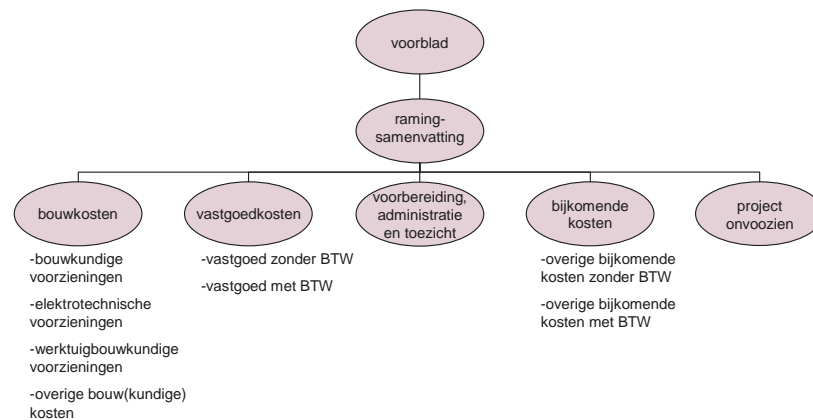 voorblad
raming-
samenvatting
bouwkosten
vastgoedkosten
voorbereiding,
administratie
en toezicht
bijkomende
kosten
project
onvoozien
-bouwkundige
voorzieningen
-elektrotechnische
voorzieningen
-werktuigbouwkundige
voorzieningen
-overige bouw(kundige)
kosten
-vastgoed zonder BTW
-vastgoed met BTW
-overige bijkomende
kosten zonder BTW
-overige bijkomende
kosten met BTW